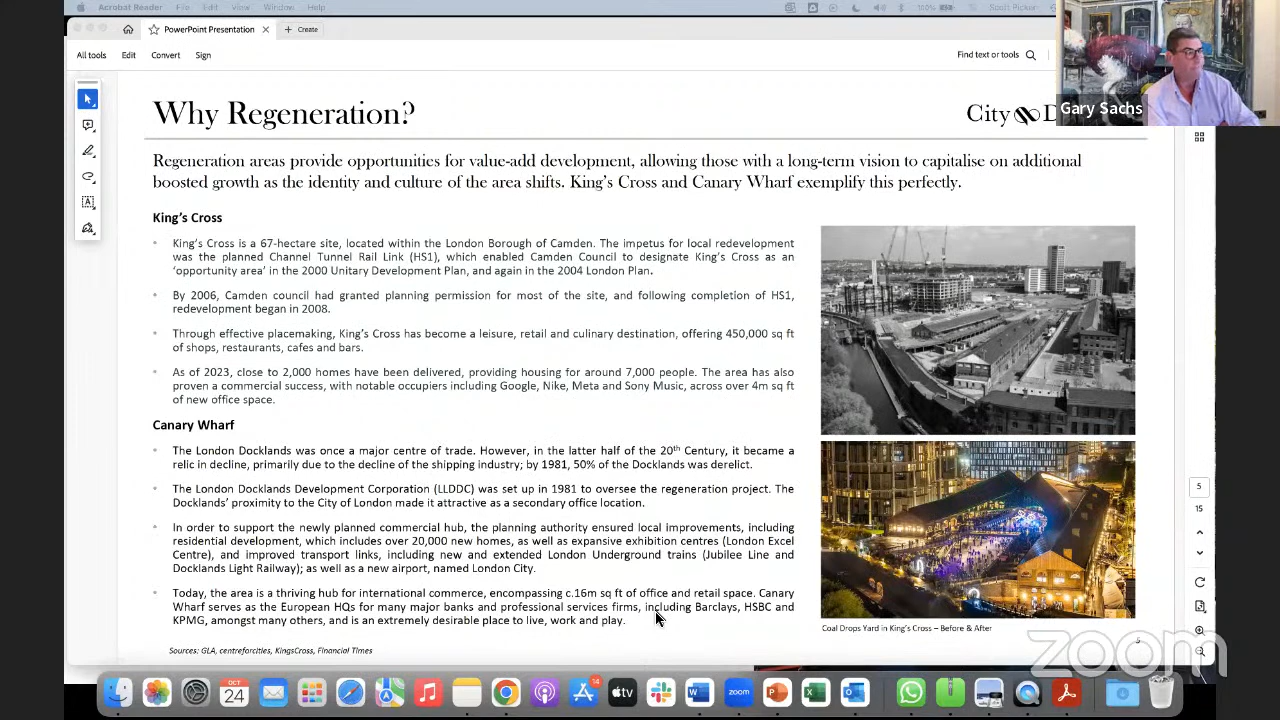 Acrobat Reader File Edit View Window Help 100% Scott Picker
PowerPoint Presentation × + Create
All tools Edit Convert Sign Find text or tools
Gary Sachs
Why Regeneration?
City
Regeneration areas provide opportunities for value-add development, allowing those with a long-term vision to capitalise on additional
boosted growth as the identity and culture of the area shifts. King's Cross and Canary Wharf exemplify this perfectly.
King's Cross
King's Cross is a 67-hectare site, located within the London Borough of Camden. The impetus for local redevelopment
was the planned Channel Tunnel Rail Link (HS1), which enabled Camden Council to designate King's Cross as an
'opportunity area' in the 2000 Unitary Development Plan, and again in the 2004 London Plan.
By 2006, Camden council had granted planning permission for most of the site, and following completion of HS1,
redevelopment began in 2008.
Through effective placemaking, King's Cross has become a leisure, retail and culinary destination, offering 450,000 sq ft
of shops, restaurants, cafes and bars.
As of 2023, close to 2,000 homes have been delivered, providing housing for around 7,000 people. The area has also
proven a commercial success, with notable occupiers including Google, Nike, Meta and Sony Music, across over 4m sq ft
of new office space.
Canary Wharf
The London Docklands was once a major centre of trade. However, in the latter half of the 20th Century, it became a
relic in decline, primarily due to the decline of the shipping industry; by 1981, 50% of the Docklands was derelict.
The London Docklands Development Corporation (LLDDC) was set up in 1981 to oversee the regeneration project. The
Docklands' proximity to the City of London made it attractive as a secondary office location.
In order to support the newly planned commercial hub, the planning authority ensured local improvements, including
residential development, which includes over 20,000 new homes, as well as expansive exhibition centres (London Excel
Centre), and improved transport links, including new and extended London Underground trains (Jubilee Line and
Docklands Light Railway); as well as a new airport, named London City.
Today, the area is a thriving hub for international commerce, encompassing c.16m sq ft of office and retail space. Canary
Wharf serves as the European HQs for many major banks and professional services firms, including Barclays, HSBC and
KPMG, amongst many others, and is an extremely desirable place to live, work and play.
Sources: GLA, centreforcities, KingsCross, Financial Times
Coal Drops Yard in King's Cross – Before & After
5
5
15
zoom
OCT
24
14
tv
W
zoom
P
X